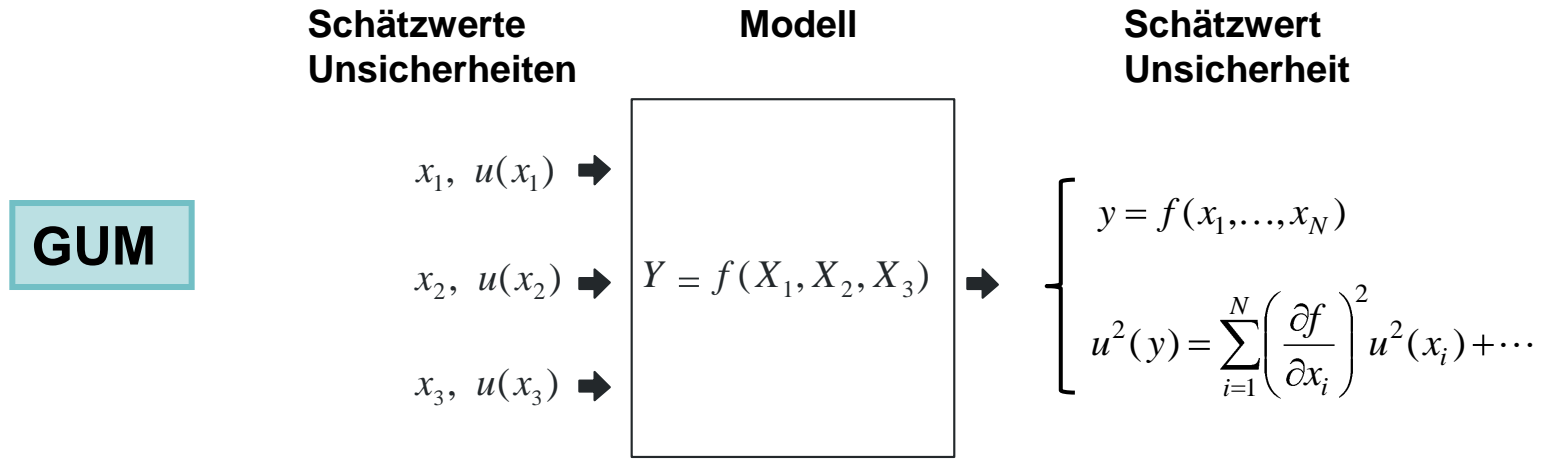 Schätzwerte
Unsicherheiten
Modell
Schätzwert
Unsicherheit
GUM
x₁, u(x₁)
x₂, u(x₂)
x₃, u(x₃)
Y = f(X₁, X₂, X₃)
y = f(x₁,…,x_N)
u²(y) = ∑_{i=1}^{N} (∂f/∂x_i)² u²(x_i) + ⋯